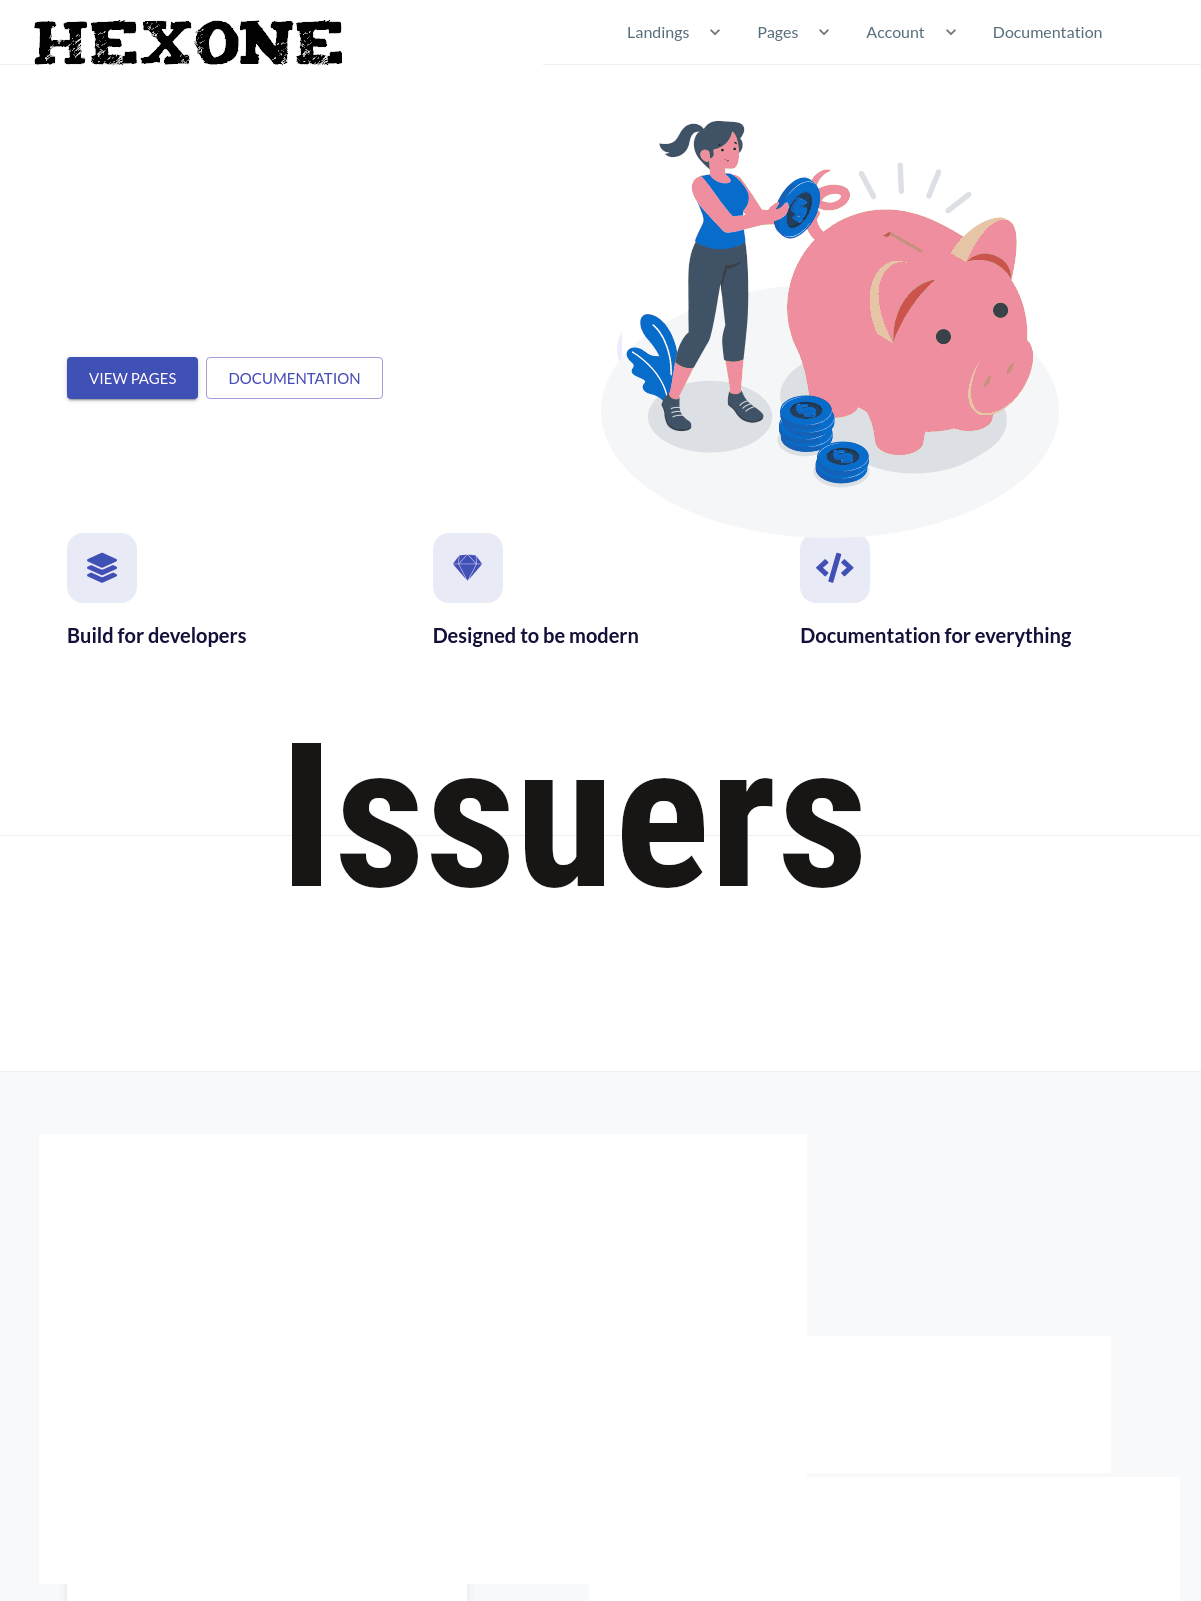 HEXONE
Landings Pages Account Documentation
VIEW PAGES DOCUMENTATION
Build for developers Designed to be modern Documentation for everything
Issuers